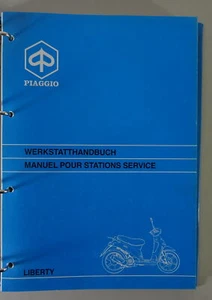 PIAGGIO
WERKSTATTHANDBUCH
MANUEL POUR STATIONS SERVICE
LIBERTY